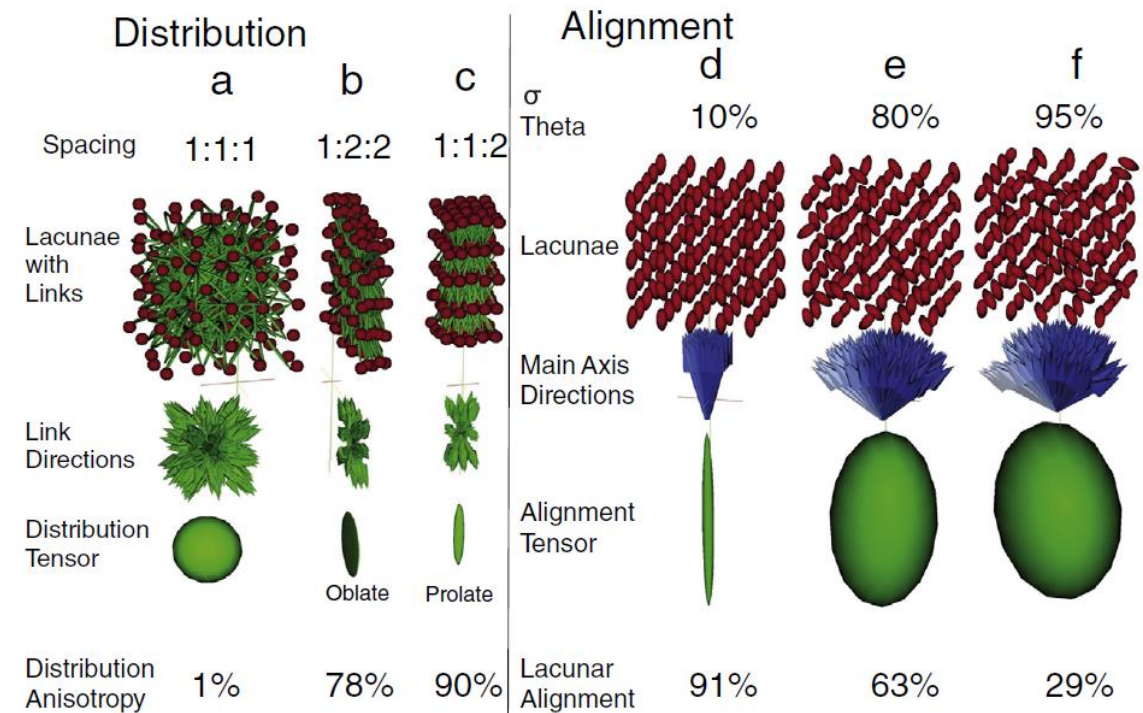 Distribution
a b c
Spacing 1:1:1 1:2:2 1:1:2
Lacunae
with
Links
Link
Directions
Distribution
Tensor
Oblate Prolate
Distribution
Anisotropy 1% 78% 90%
Alignment
d e f
σ
Theta 10% 80% 95%
Lacunae
Main Axis
Directions
Alignment
Tensor
Lacunar
Alignment 91% 63% 29%